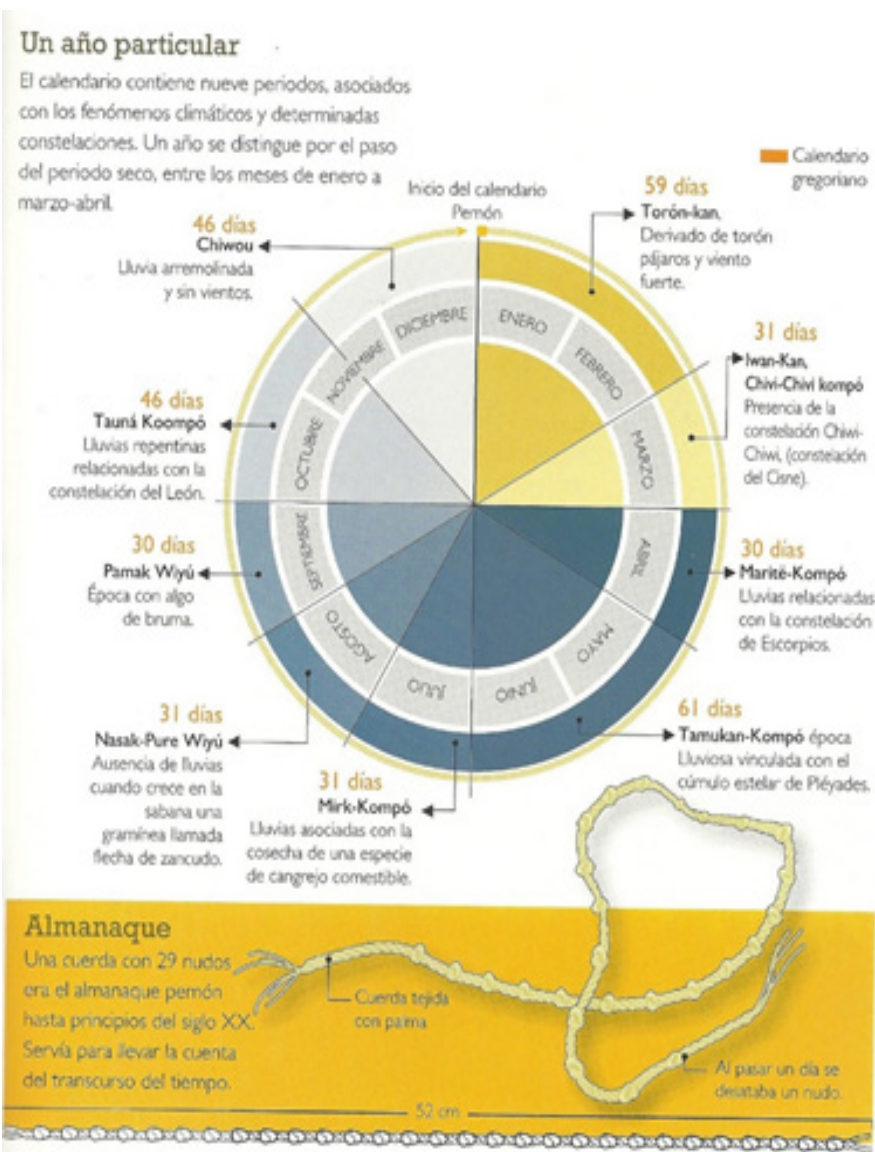 Un año particular
El calendario contiene nueve periodos, asociados
con los fenómenos climáticos y determinadas
constelaciones. Un año se distingue por el paso
del periodo seco, entre los meses de enero a
marzo-abril
Calendario
gregoriano
Inicio del calendario
Pemón
59 días
Torón-kan,
Derivado de torón
pájaros y viento
fuerte.
31 días
Iwan-Kan,
Chivi-Chivi kompó
Presencia de la
constelación Chiwi-
Chiwi, (constelación
del Cisne).
30 días
Marité-Kompó
Lluvias relacionadas
con la constelación
de Escorpios.
61 días
Tamukan-Kompó época
Lluviosa vinculada con el
cúmulo estelar de Pléyades.
31 días
Mirk-Kompó
Lluvias asociadas con la
cosecha de una especie
de cangrejo comestible.
31 días
Nasak-Pure Wiyú
Ausencia de lluvias
cuando crece en la
sabana una
gramínea llamada
flecha de zancudo.
30 días
Pamak Wiyú
Época con algo
de bruma.
46 días
Tauná Koompó
Lluvias repentinas
relacionadas con la
constelación del León.
46 días
Chiwou
Lluvia arremolinada
y sin vientos.
ENERO
FEBRERO
MARZO
ABRIL
MAYO
JUNIO
JULIO
AGOSTO
SEPTIEMBRE
OCTUBRE
NOVIEMBRE
DICIEMBRE
Almanaque
Una cuerda con 29 nudos
era el almanaque pemón
hasta principios del siglo XX.
Servía para llevar la cuenta
del transcurso del tiempo.
Cuerda tejida
con palma
Al pasar un día se
desataba un nudo.
52 cm